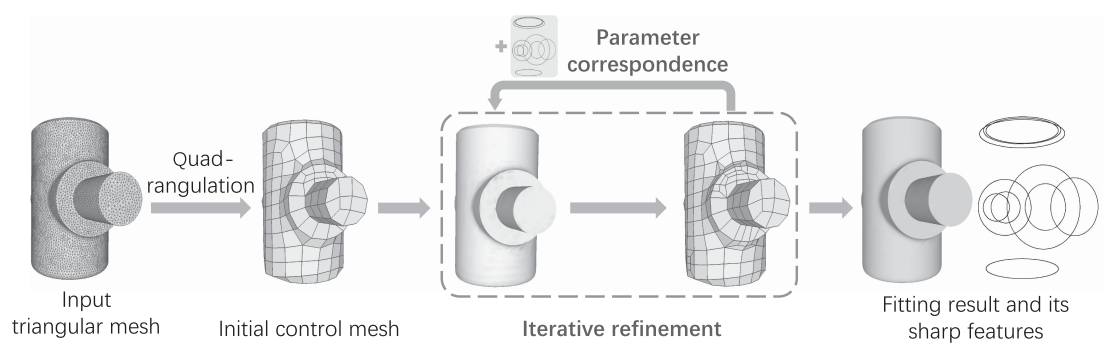 +
Parameter
correspondence
Quad-
rangulation
Input
triangular mesh
Initial control mesh
Iterative refinement
Fitting result and its
sharp features